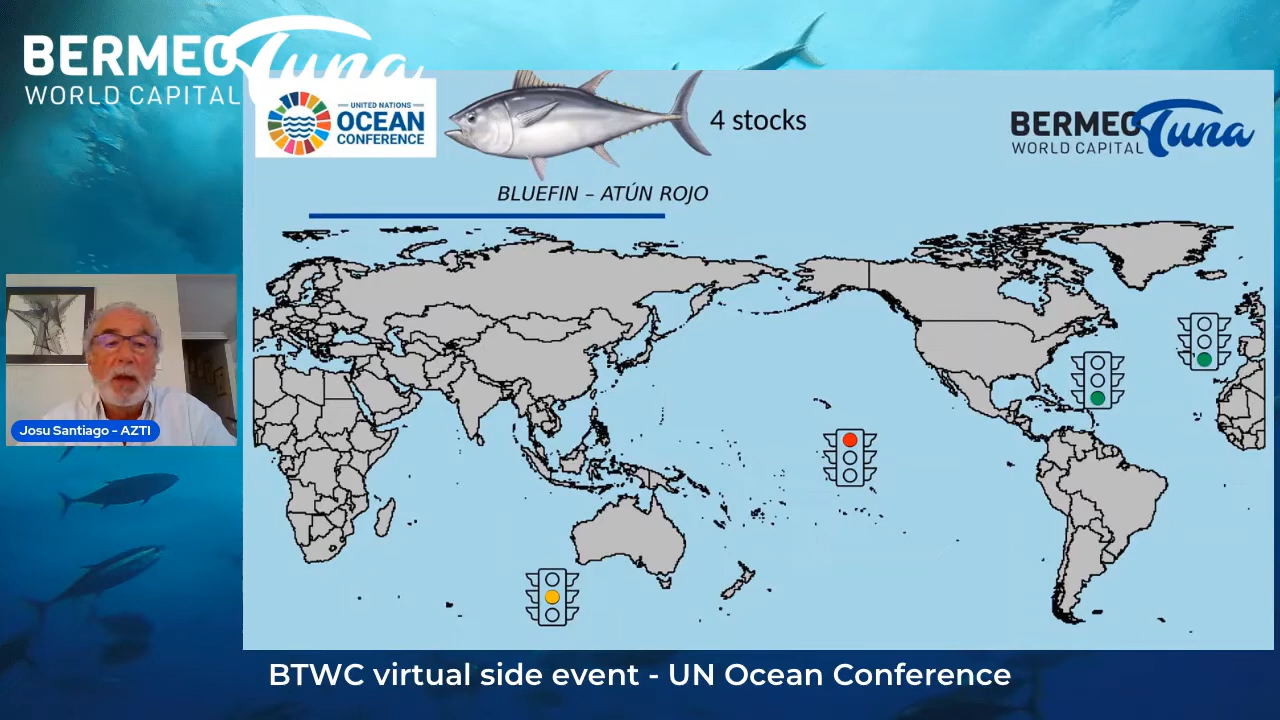 BERMEO Tuna
WORLD CAPITAL
UNITED NATIONS
OCEAN
CONFERENCE
4 stocks
BERMEO Tuna
WORLD CAPITAL
BLUEFIN – ATÚN ROJO
Josu Santiago - AZTI
BTWC virtual side event - UN Ocean Conference